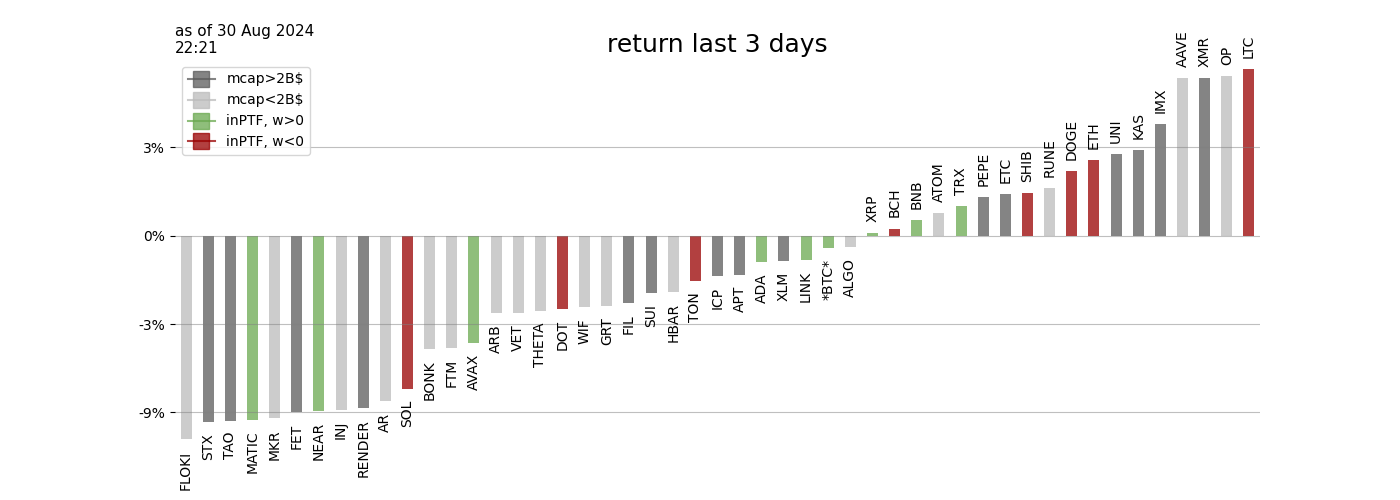 as of 30 Aug 2024
22:21
return last 3 days
mcap>2B$
mcap<2B$
inPTF, w>0
inPTF, w<0
3%
0%
-3%
-9%
FLOKI
STX
TAO
MATIC
MKR
FET
NEAR
INJ
RENDER
AR
SOL
BONK
FTM
AVAX
ARB
VET
THETA
DOT
WIF
GRT
FIL
SUI
HBAR
TON
ICP
APT
ADA
XLM
LINK
*BTC*
ALGO
XRP
BCH
BNB
ATOM
TRX
PEPE
ETC
SHIB
RUNE
DOGE
ETH
UNI
KAS
IMX
AAVE
XMR
OP
LTC